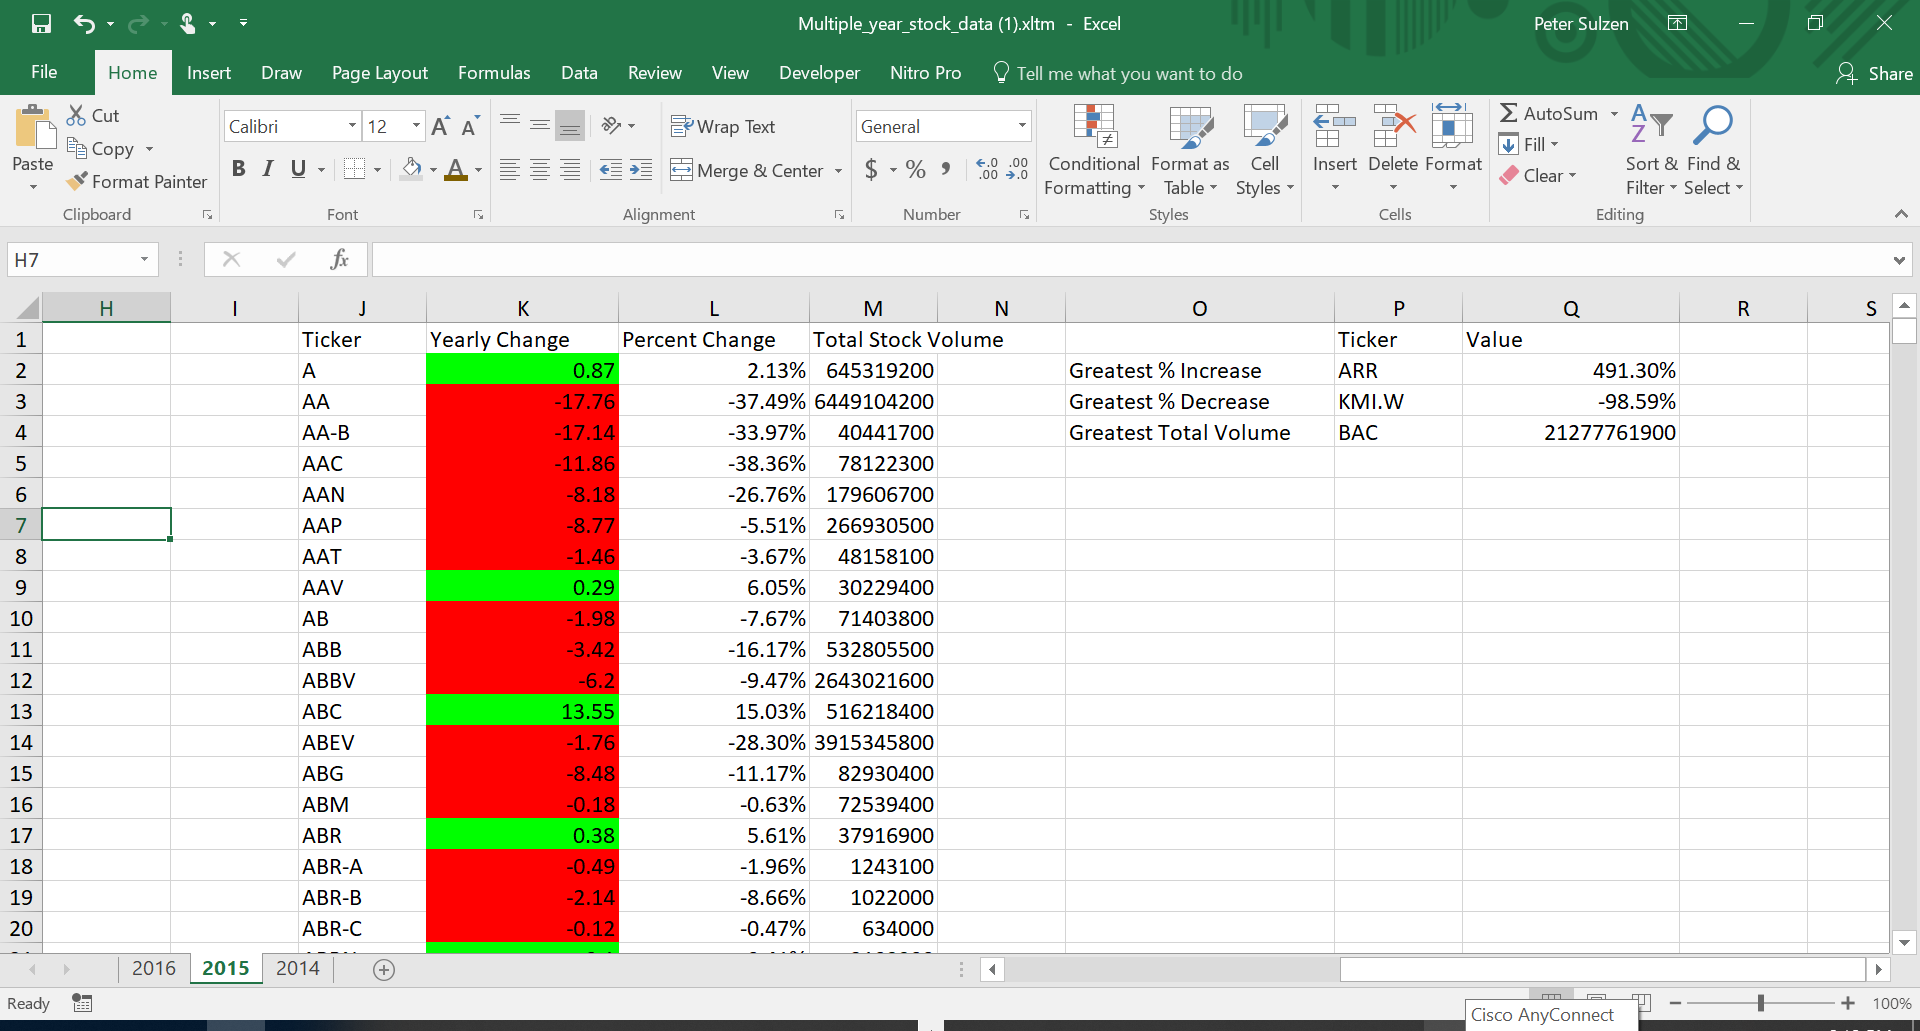 Multiple_year_stock_data (1).xltm - Excel
Peter Sulzen
File Home Insert Draw Page Layout Formulas Data Review View Developer Nitro Pro Tell me what you want to do Share
Paste
Cut
Copy
Format Painter
Clipboard
Calibri 12
B I U
Font
Wrap Text
Merge & Center
Alignment
General
$ % ,
Number
Conditional Formatting
Format as Table
Cell Styles
Styles
Insert Delete Format
Cells
AutoSum
Fill
Clear
Sort & Filter
Find & Select
Editing
H7 fx
H I J K L M N O P Q R S
1 Ticker Yearly Change Percent Change Total Stock Volume Ticker Value
2 A 0.87 2.13% 645319200 Greatest % Increase ARR 491.30%
3 AA -17.76 -37.49% 6449104200 Greatest % Decrease KMI.W -98.59%
4 AA-B -17.14 -33.97% 40441700 Greatest Total Volume BAC 21277761900
5 AAC -11.86 -38.36% 78122300
6 AAN -8.18 -26.76% 179606700
7 AAP -8.77 -5.51% 266930500
8 AAT -1.46 -3.67% 48158100
9 AAV 0.29 6.05% 30229400
10 AB -1.98 -7.67% 71403800
11 ABB -3.42 -16.17% 532805500
12 ABBV -6.2 -9.47% 2643021600
13 ABC 13.55 15.03% 516218400
14 ABEV -1.76 -28.30% 3915345800
15 ABG -8.48 -11.17% 82930400
16 ABM -0.18 -0.63% 72539400
17 ABR 0.38 5.61% 37916900
18 ABR-A -0.49 -1.96% 1243100
19 ABR-B -2.14 -8.66% 1022000
20 ABR-C -0.12 -0.47% 634000
2016 2015 2014
Ready 100%
Cisco AnyConnect